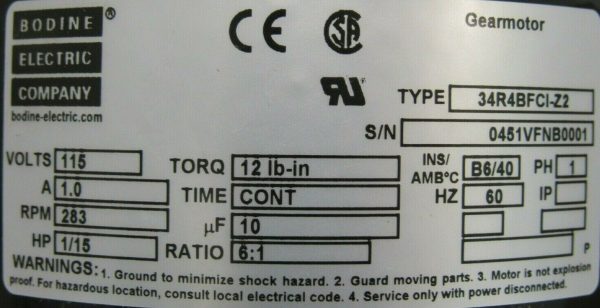 BODINE ®
ELECTRIC
COMPANY
bodine-electric.com
CE
Gearmotor
TYPE 34R4BFCI-Z2
S/N 0451VFNB0001
VOLTS 115 TORQ 12 lb-in INS/ AMB°C B6/40 PH 1
A 1.0 TIME CONT HZ 60 IP
RPM 283 µF 10
HP 1/15 RATIO 6:1 P
WARNINGS: 1. Ground to minimize shock hazard. 2. Guard moving parts. 3. Motor is not explosion
proof. For hazardous location, consult local electrical code. 4. Service only with power disconnected.